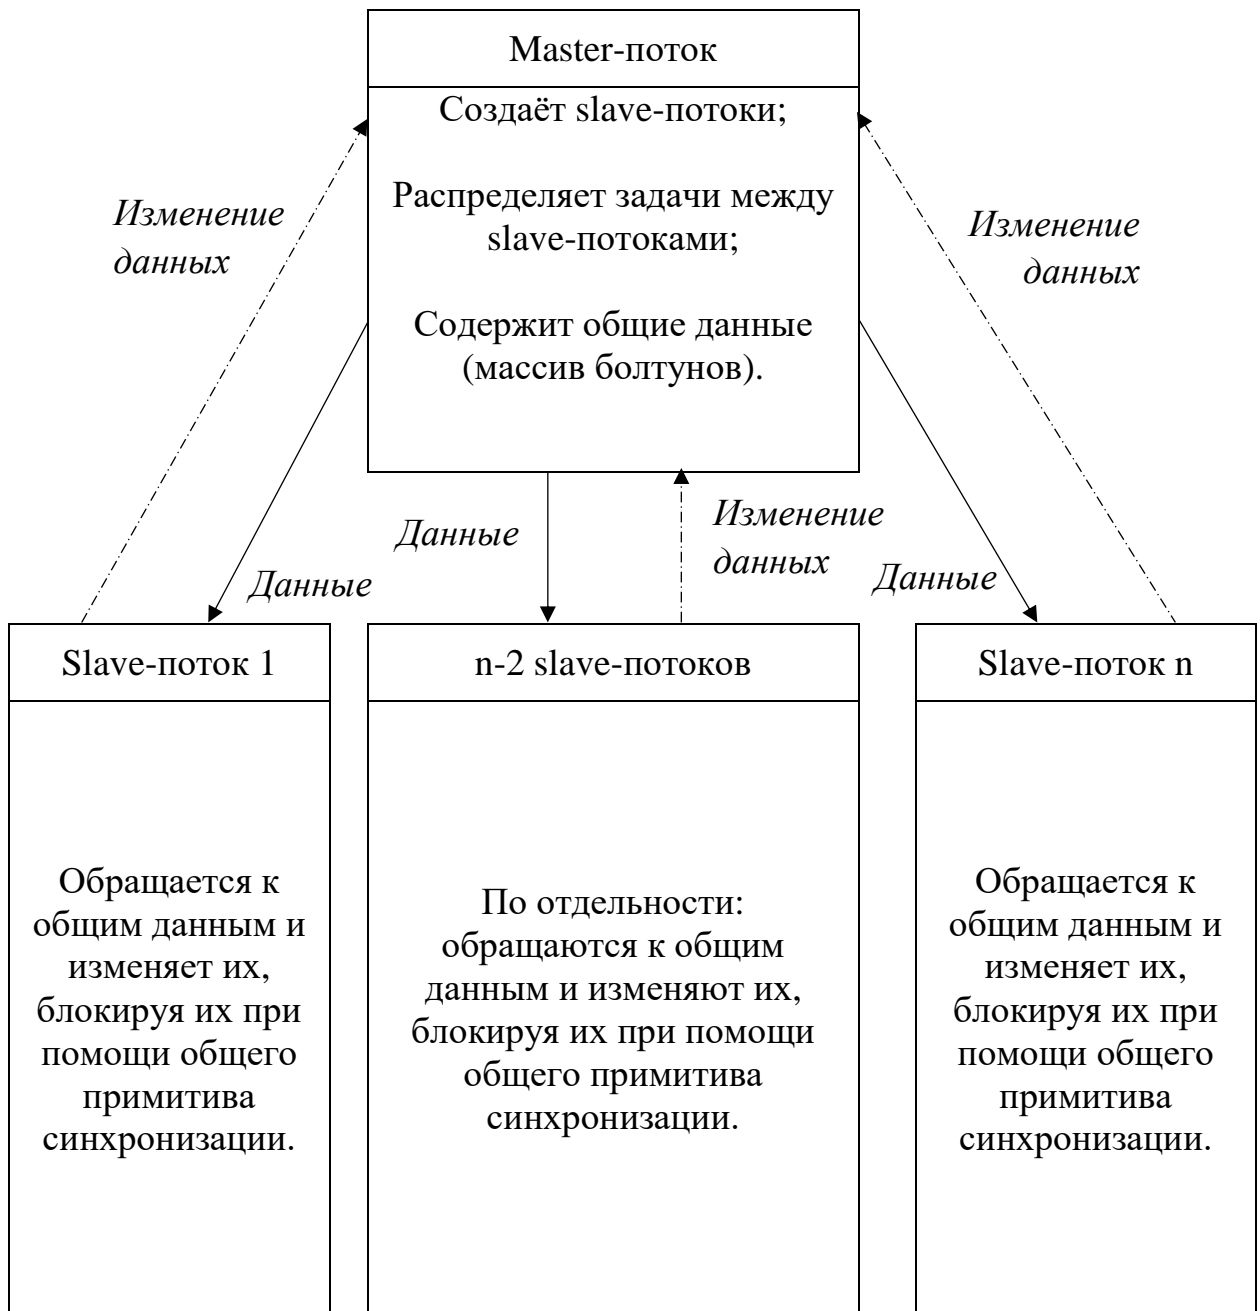 Master-поток
Создаёт slave-потоки;
Распределяет задачи между
slave-потоками;
Содержит общие данные
(массив болтунов).
Изменение
данных
Изменение
данных
Данные
Изменение
данных
Данные
Данные
Slave-поток 1
n-2 slave-потоков
Slave-поток n
Обращается к
общим данным и
изменяет их,
блокируя их при
помощи общего
примитива
синхронизации.
По отдельности:
обращаются к общим
данным и изменяют их,
блокируя их при помощи
общего примитива
синхронизации.
Обращается к
общим данным и
изменяет их,
блокируя их при
помощи общего
примитива
синхронизации.